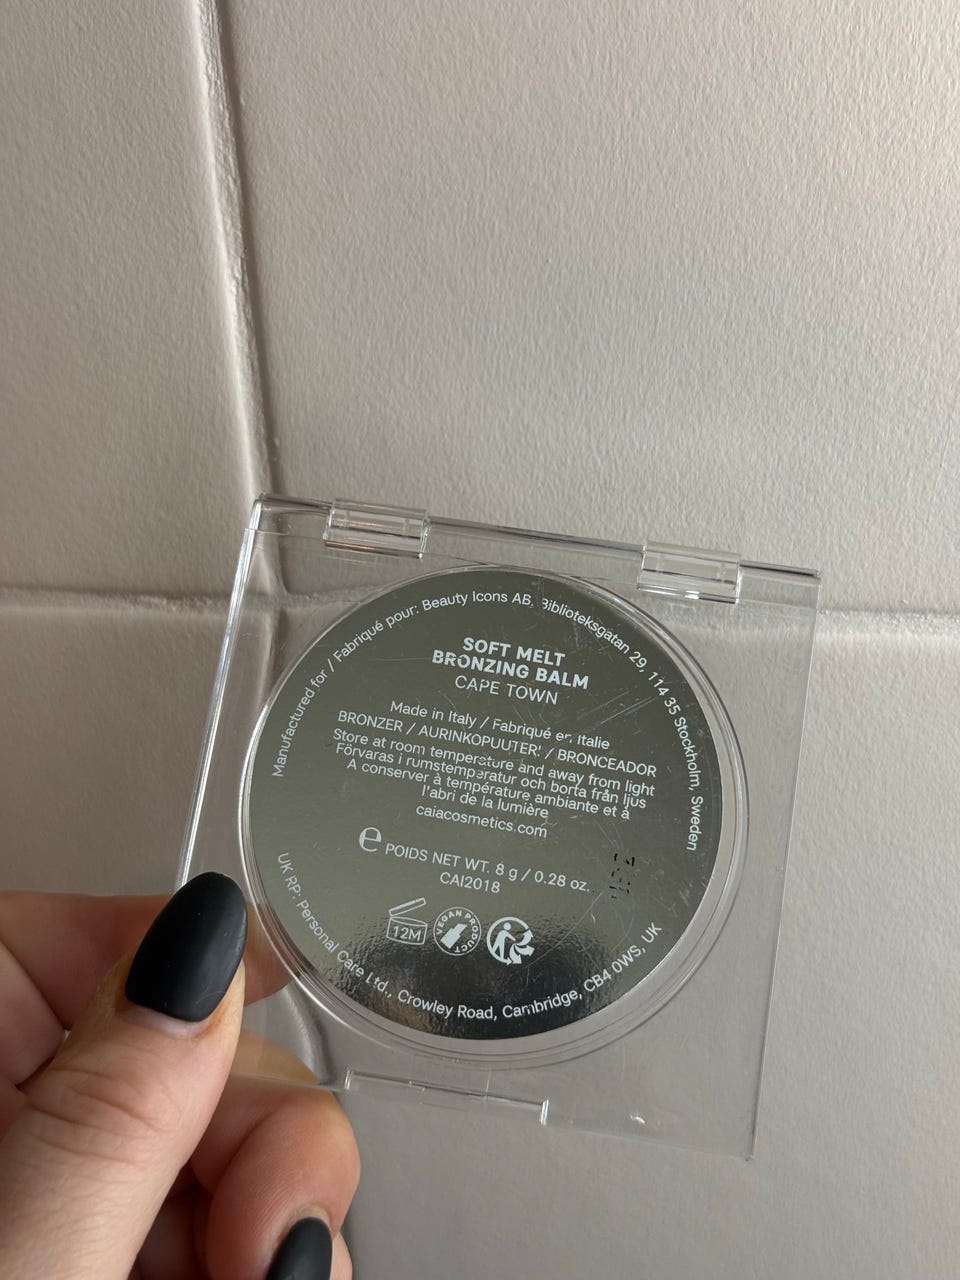 Manufactured for / Fabriqué pour: Beauty Icons AB, Biblioteksgatan 29, 114 35 Stockholm, Sweden
SOFT MELT
BRONZING BALM
CAPE TOWN
Made in Italy / Fabriqué en Italie
BRONZER / AURINKOPUUTERI / BRONCEADOR
Store at room temperature and away from light
Förvaras i rumstemperatur och borta från ljus
A conserver à température ambiante et à
l'abri de la lumière
caiacosmetics.com
e POIDS NET WT. 8 g / 0.28 oz.
CAI2018
12M
VEGAN PRODUCT
UK RP: Personal Care Ltd., Crowley Road, Cambridge, CB4 0WS, UK